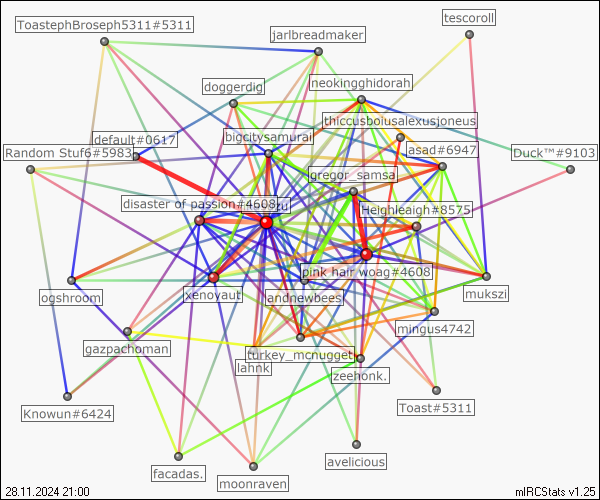 ToastephBroseph5311#5311
tescoroll
jarlbreadmaker
doggerdig
neokingghidorah
thiccusboiusalexusjoneus
default#0617
bigcitysamurai
Random Stuf6#5983
asad#6947
Duck™#9103
gregor_samsa
disaster of passion#4608
Heighleaigh#8575
pink hair woag#4608
xenovaut
landnewbees
ogshroom
mukszi
mingus4742
gazpachoman
turkey_mcnugget
lahnk
zeehonk.
Knowun#6424
Toast#5311
facadas.
avelicious
moonraven
28.11.2024 21:00
mIRCStats v1.25